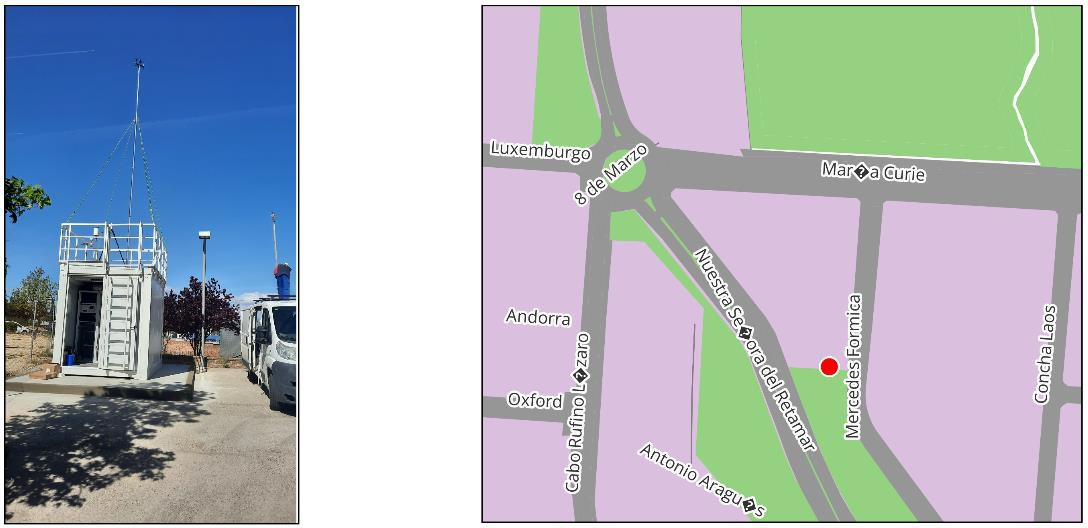 Luxemburgo
8 de Marzo
Mar�a Curie
Nuestra Se�ora del Retamar
Andorra
Cabo Rufino L�zaro
Mercedes Formica
Concha Laos
Oxford
Antonio Aragu�s